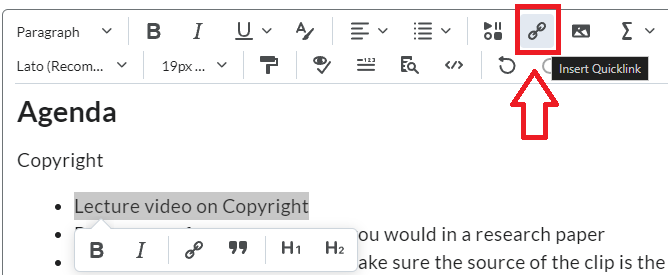 Paragraph B I U A
Lato (Recom... 19px ... Insert Quicklink
Agenda
Copyright
• Lecture video on Copyright
• ou would in a research paper
B I H1 H2
• ake sure the source of the clip is the